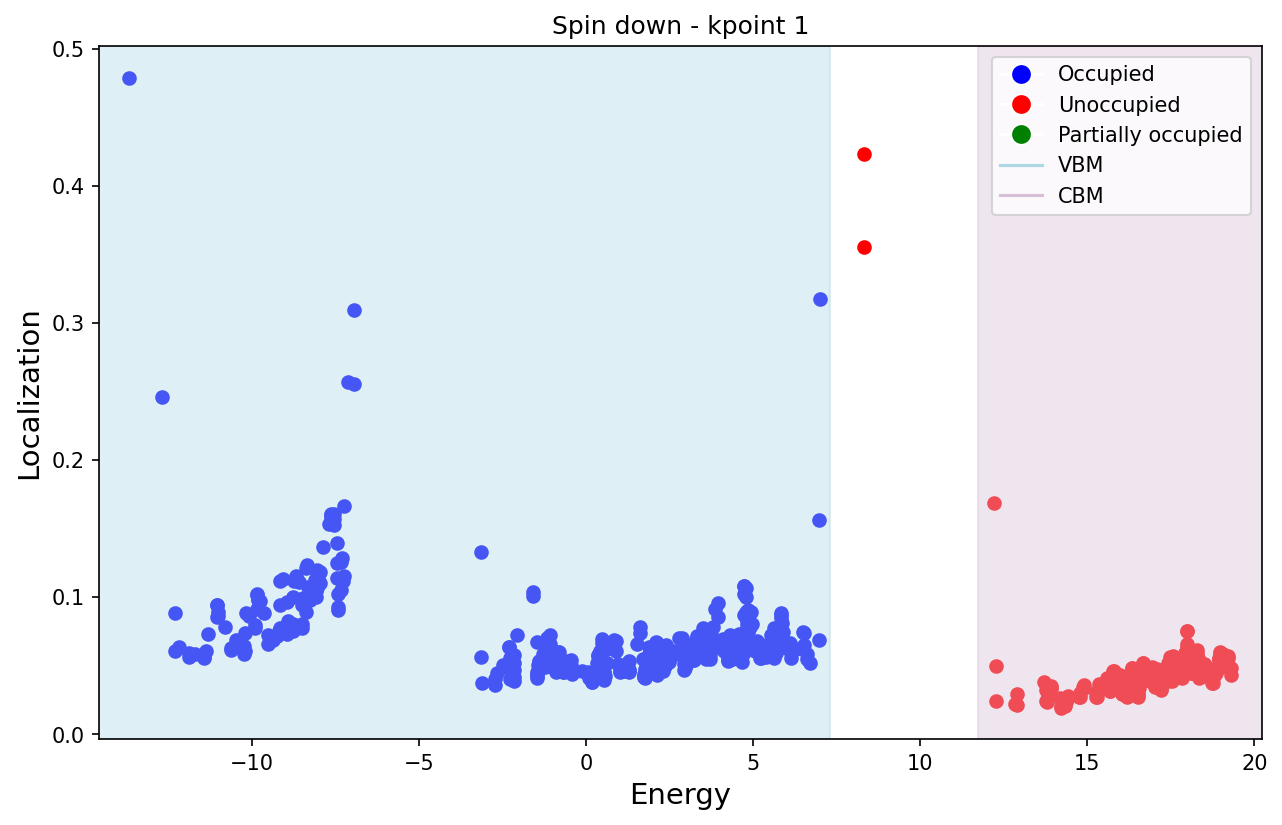 Spin down - kpoint 1
0.5
0.4
0.3
0.2
0.1
0.0
Localization
Occupied
Unoccupied
Partially occupied
VBM
CBM
−10
−5
0
5
10
15
20
Energy